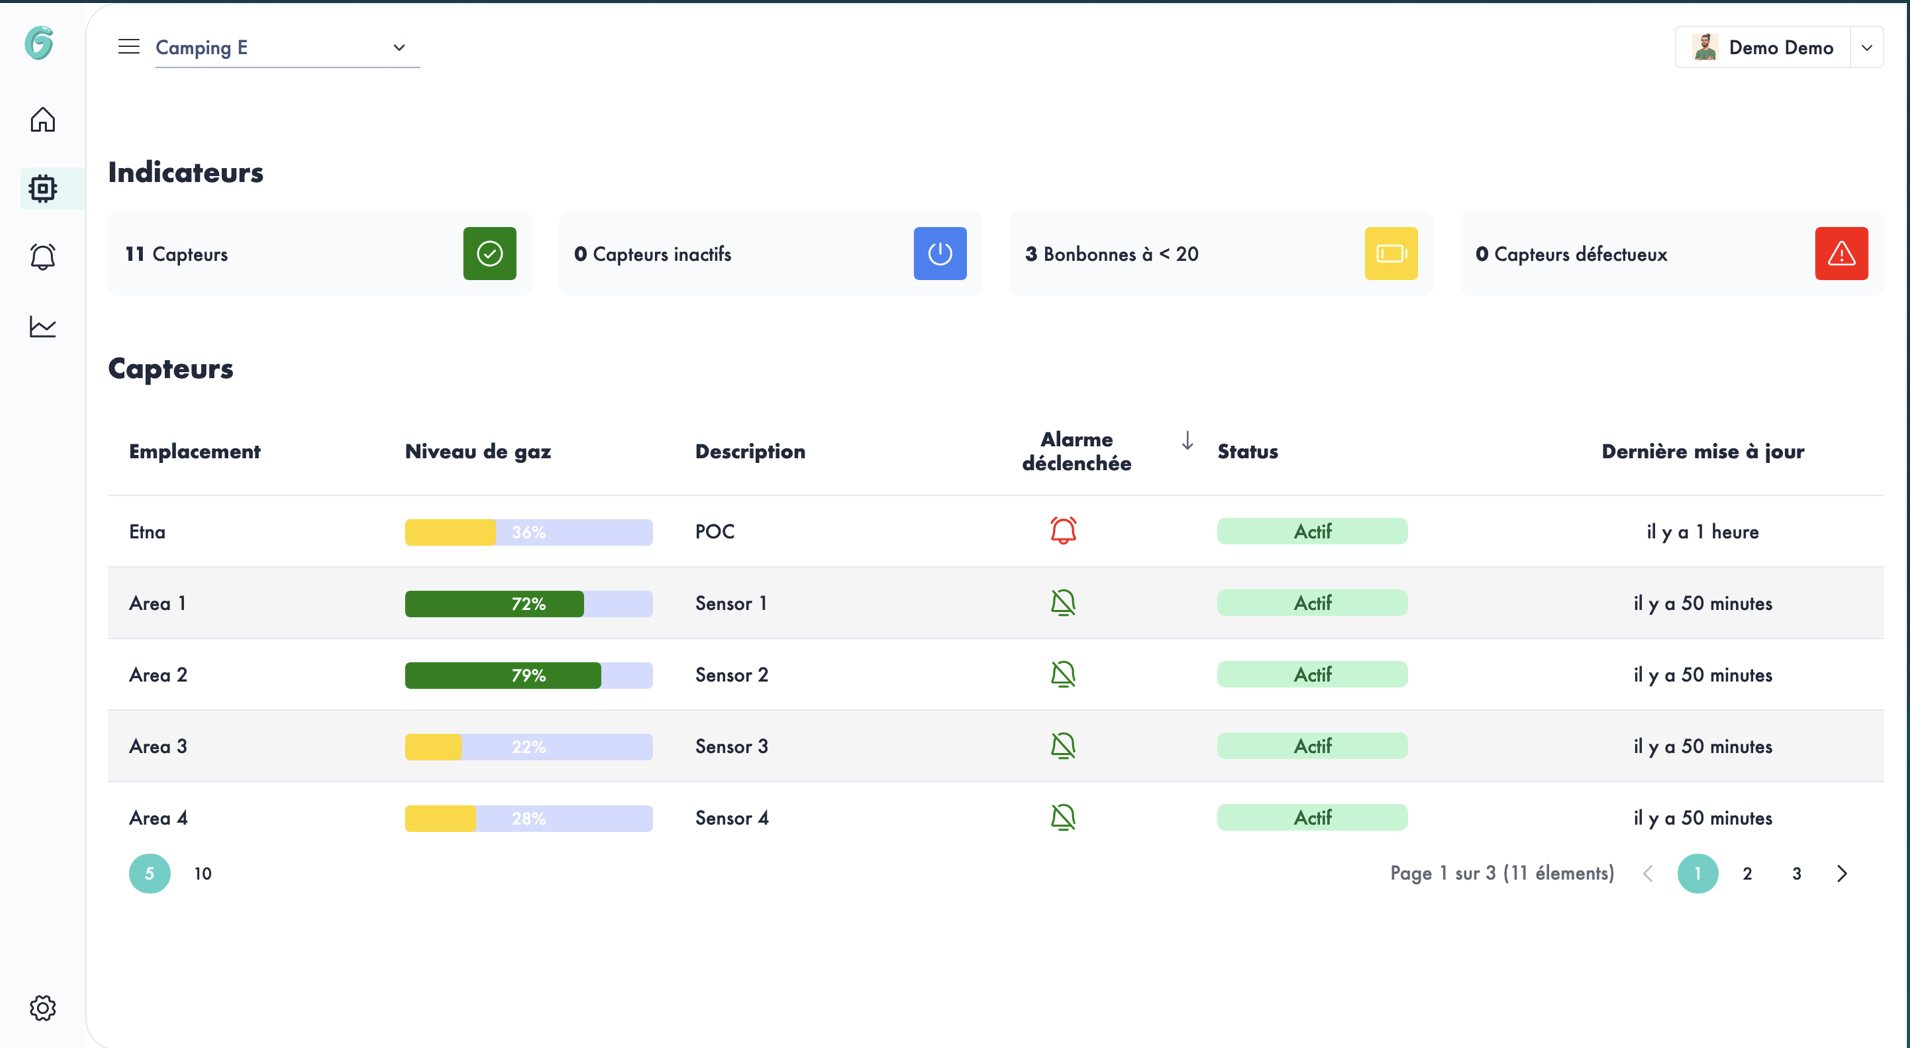 Camping E
Demo Demo
Indicateurs
11 Capteurs
0 Capteurs inactifs
3 Bonbonnes à < 20
0 Capteurs défectueux
Capteurs
Emplacement
Niveau de gaz
Description
Alarme
déclenchée
Status
Dernière mise à jour
Etna
36%
POC
Actif
il y a 1 heure
Area 1
72%
Sensor 1
Actif
il y a 50 minutes
Area 2
79%
Sensor 2
Actif
il y a 50 minutes
Area 3
22%
Sensor 3
Actif
il y a 50 minutes
Area 4
28%
Sensor 4
Actif
il y a 50 minutes
5
10
Page 1 sur 3 (11 élements)
1
2
3